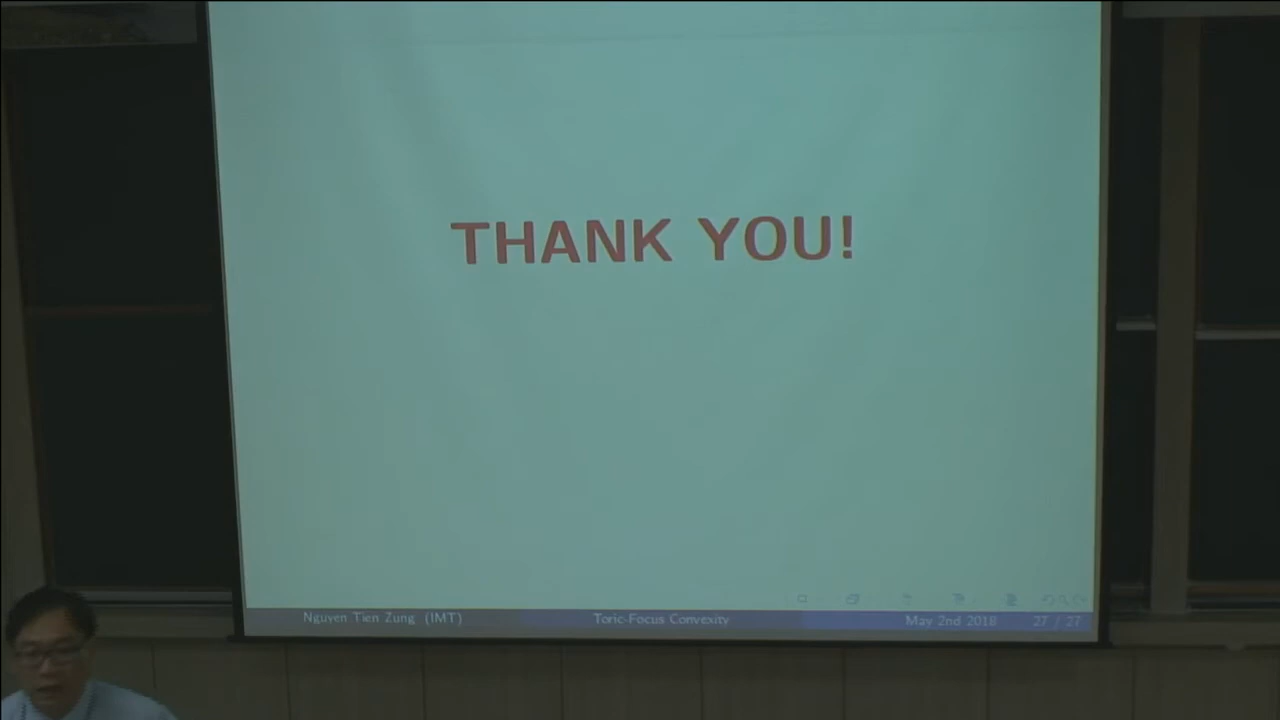 THANK YOU!
Nguyen Tien Zung (IMT) Toric-Focus Convexity May 2nd 2018 27 / 27